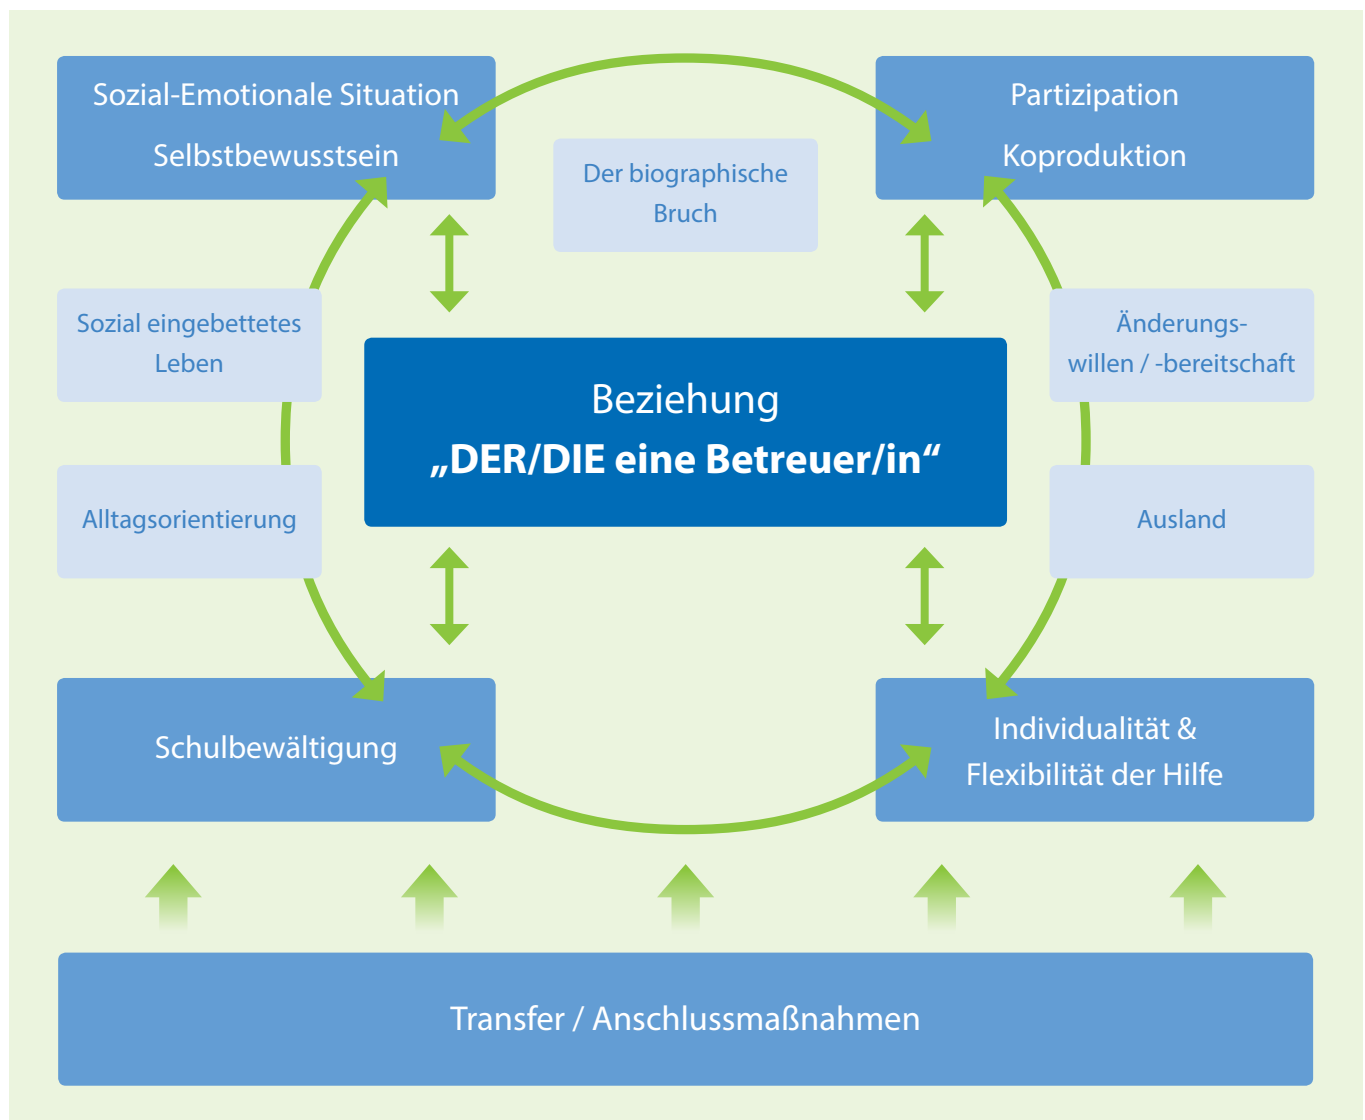 Sozial-Emotionale Situation
Selbstbewusstsein
Partizipation
Koproduktion
Der biographische
Bruch
Sozial eingebettetes
Leben
Änderungs-
willen / -bereitschaft
Beziehung
„DER/DIE eine Betreuer/in“
Alltagsorientierung
Ausland
Schulbewältigung
Individualität &
Flexibilität der Hilfe
Transfer / Anschlussmaßnahmen